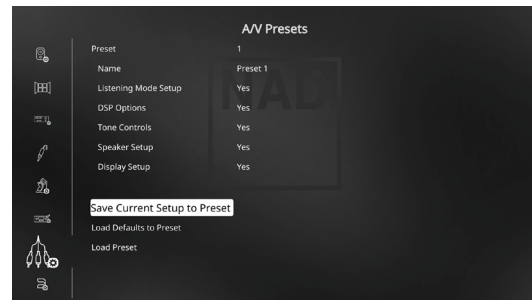 A/V Presets
Preset 1
Name Preset 1
Listening Mode Setup Yes
DSP Options Yes
Tone Controls Yes
Speaker Setup Yes
Display Setup Yes
Save Current Setup to Preset
Load Defaults to Preset
Load Preset
NAD